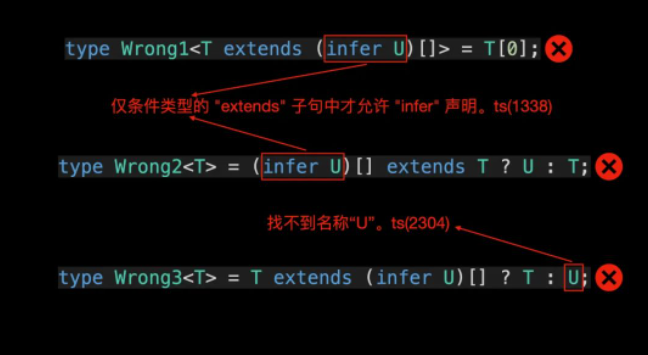 type Wrong1<T extends (infer U)[]> = T[0];
仅条件类型的 "extends" 子句中才允许 "infer" 声明。ts(1338)
type Wrong2<T> = (infer U)[] extends T ? U : T;
找不到名称“U”。ts(2304)
type Wrong3<T> = T extends (infer U)[] ? T : U;